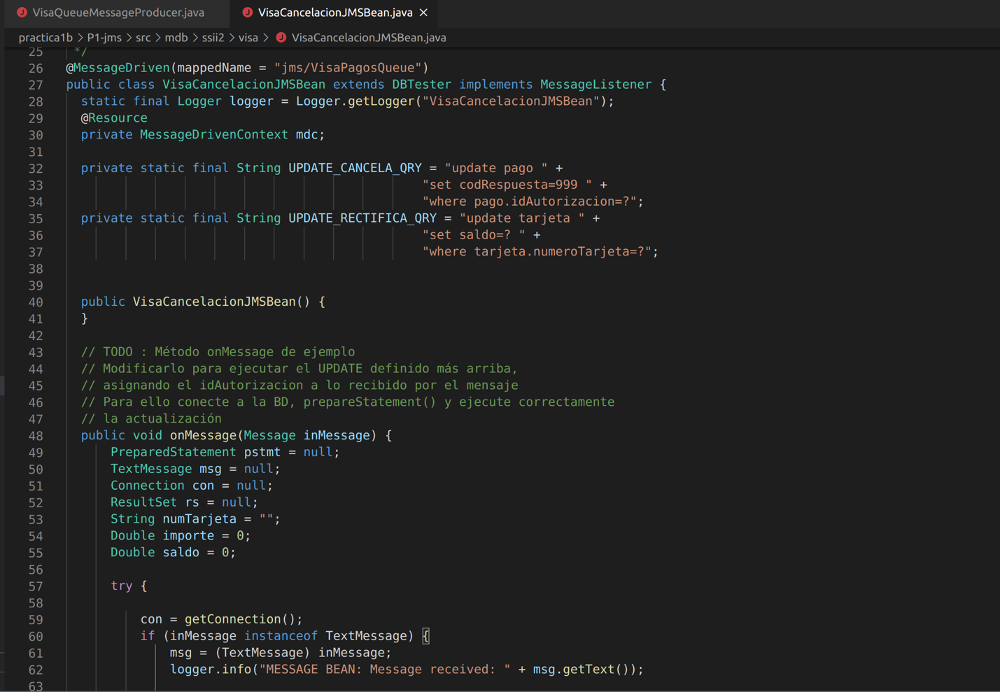 VisaQueueMessageProducer.java
VisaCancelacionJMSBean.java ×
practica1b > P1-jms > src > mdb > ssii2 > visa > J VisaCancelacionJMSBean.java
25 */
26 @MessageDriven(mappedName = "jms/VisaPagosQueue")
27 public class VisaCancelacionJMSBean extends DBTester implements MessageListener {
28 static final Logger logger = Logger.getLogger("VisaCancelacionJMSBean");
29 @Resource
30 private MessageDrivenContext mdc;
31
32 private static final String UPDATE_CANCELA_QRY = "update pago " +
33 "set codRespuesta=999 " +
34 "where pago.idAutorizacion=?";
35 private static final String UPDATE_RECTIFICA_QRY = "update tarjeta " +
36 "set saldo=? " +
37 "where tarjeta.numeroTarjeta=?";
38
39
40 public VisaCancelacionJMSBean() {
41 }
42
43 // TODO : Método onMessage de ejemplo
44 // Modificarlo para ejecutar el UPDATE definido más arriba,
45 // asignando el idAutorizacion a lo recibido por el mensaje
46 // Para ello conecte a la BD, prepareStatement() y ejecute correctamente
47 // la actualización
48 public void onMessage(Message inMessage) {
49 PreparedStatement pstmt = null;
50 TextMessage msg = null;
51 Connection con = null;
52 ResultSet rs = null;
53 String numTarjeta = "";
54 Double importe = 0;
55 Double saldo = 0;
56
57 try {
58
59 con = getConnection();
60 if (inMessage instanceof TextMessage) {
61 msg = (TextMessage) inMessage;
62 logger.info("MESSAGE BEAN: Message received: " + msg.getText());
63